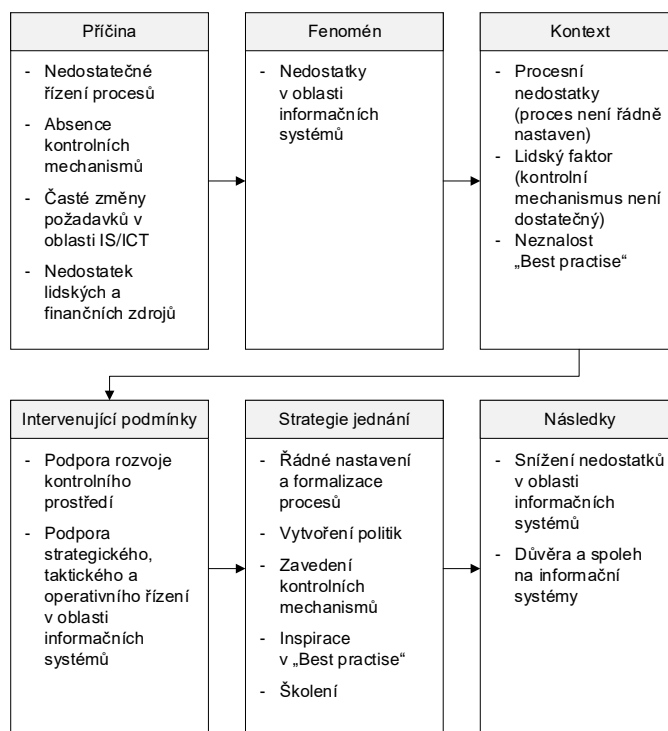 Příčina
- Nedostatečné
řízení procesů
- Absence
kontrolních
mechanismů
- Časté změny
požadavků v
oblasti IS/ICT
- Nedostatek
lidských a
finančních zdrojů
Fenomén
- Nedostatky
v oblasti
informačních
systémů
Kontext
- Procesní
nedostatky
(proces není řádně
nastaven)
- Lidský faktor
(kontrolní
mechanismus není
dostatečný)
- Neznalost
„Best practise“
Intervenující podmínky
- Podpora rozvoje
kontrolního
prostředí
- Podpora
strategického,
taktického a
operativního řízení
v oblasti
informačních
systémů
Strategie jednání
- Řádné nastavení
a formalizace
procesů
- Vytvoření politik
- Zavedení
kontrolních
mechanismů
- Inspirace
v „Best practise“
- Školení
Následky
- Snížení nedostatků
v oblasti
informačních
systémů
- Důvěra a spoleh
na informační
systémy